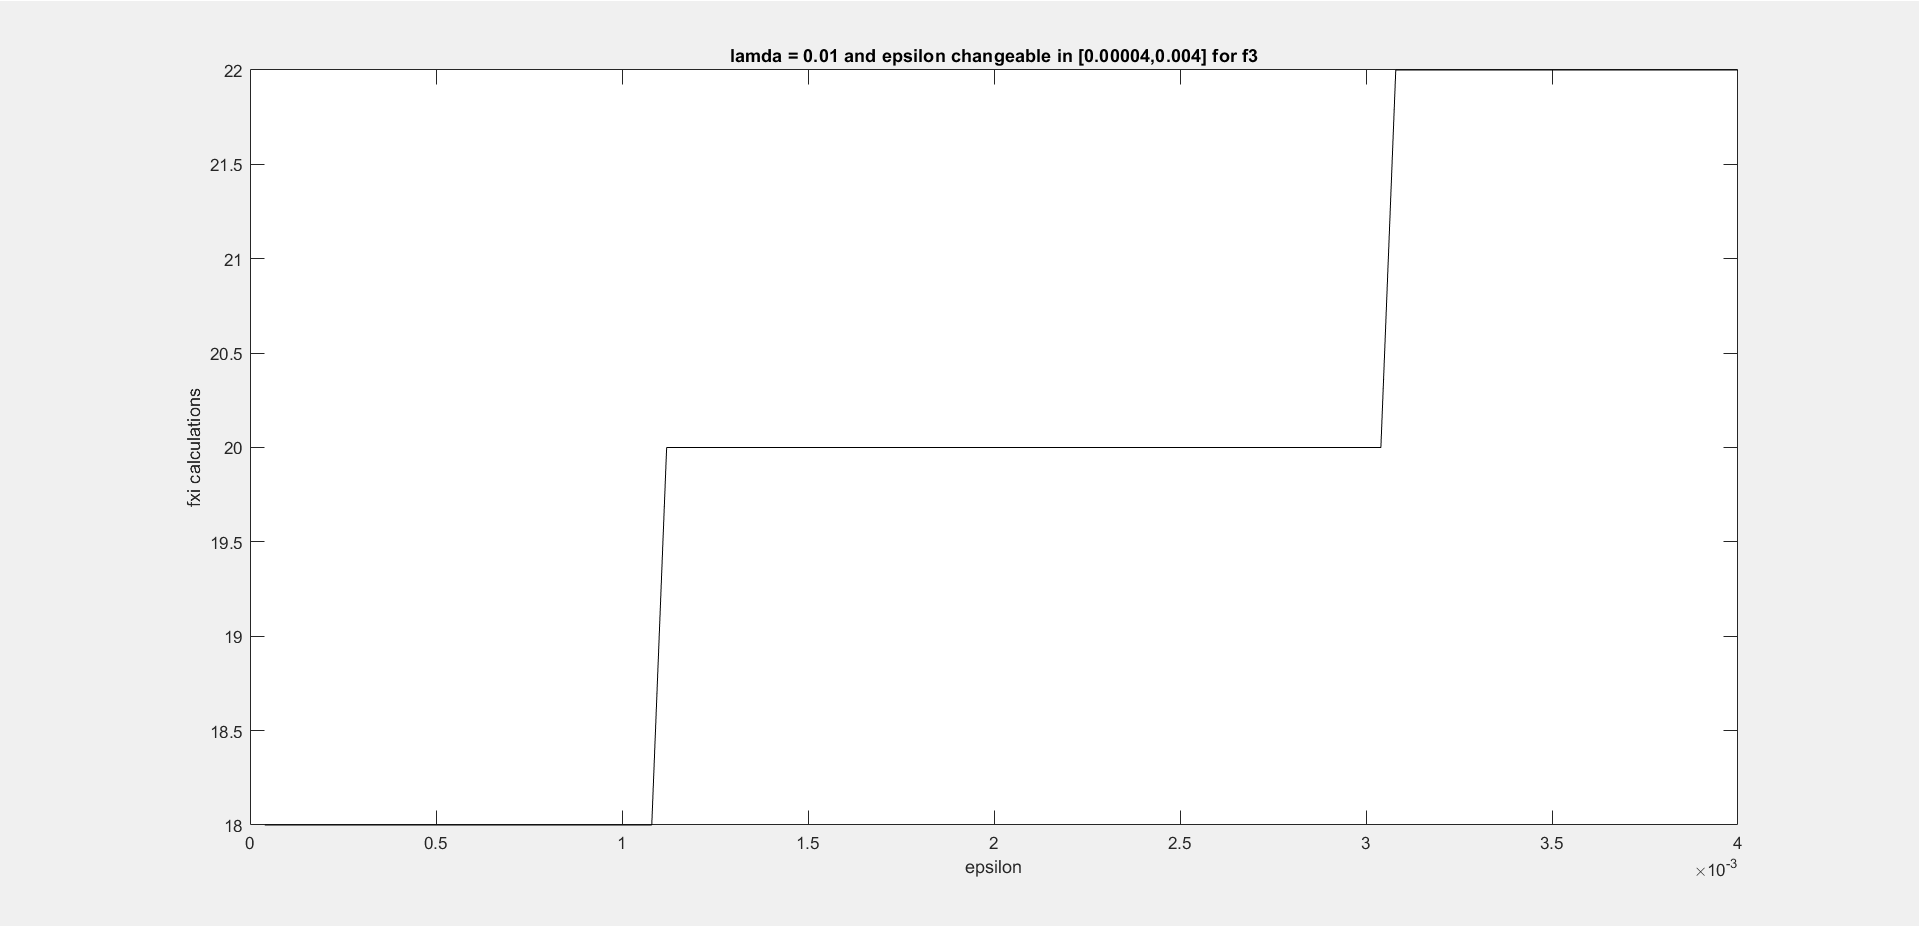 lamda = 0.01 and epsilon changeable in [0.00004,0.004] for f3
22
21.5
21
20.5
20
19.5
19
18.5
18
fxi calculations
0 0.5 1 1.5 2 2.5 3 3.5 4
epsilon
×10-3